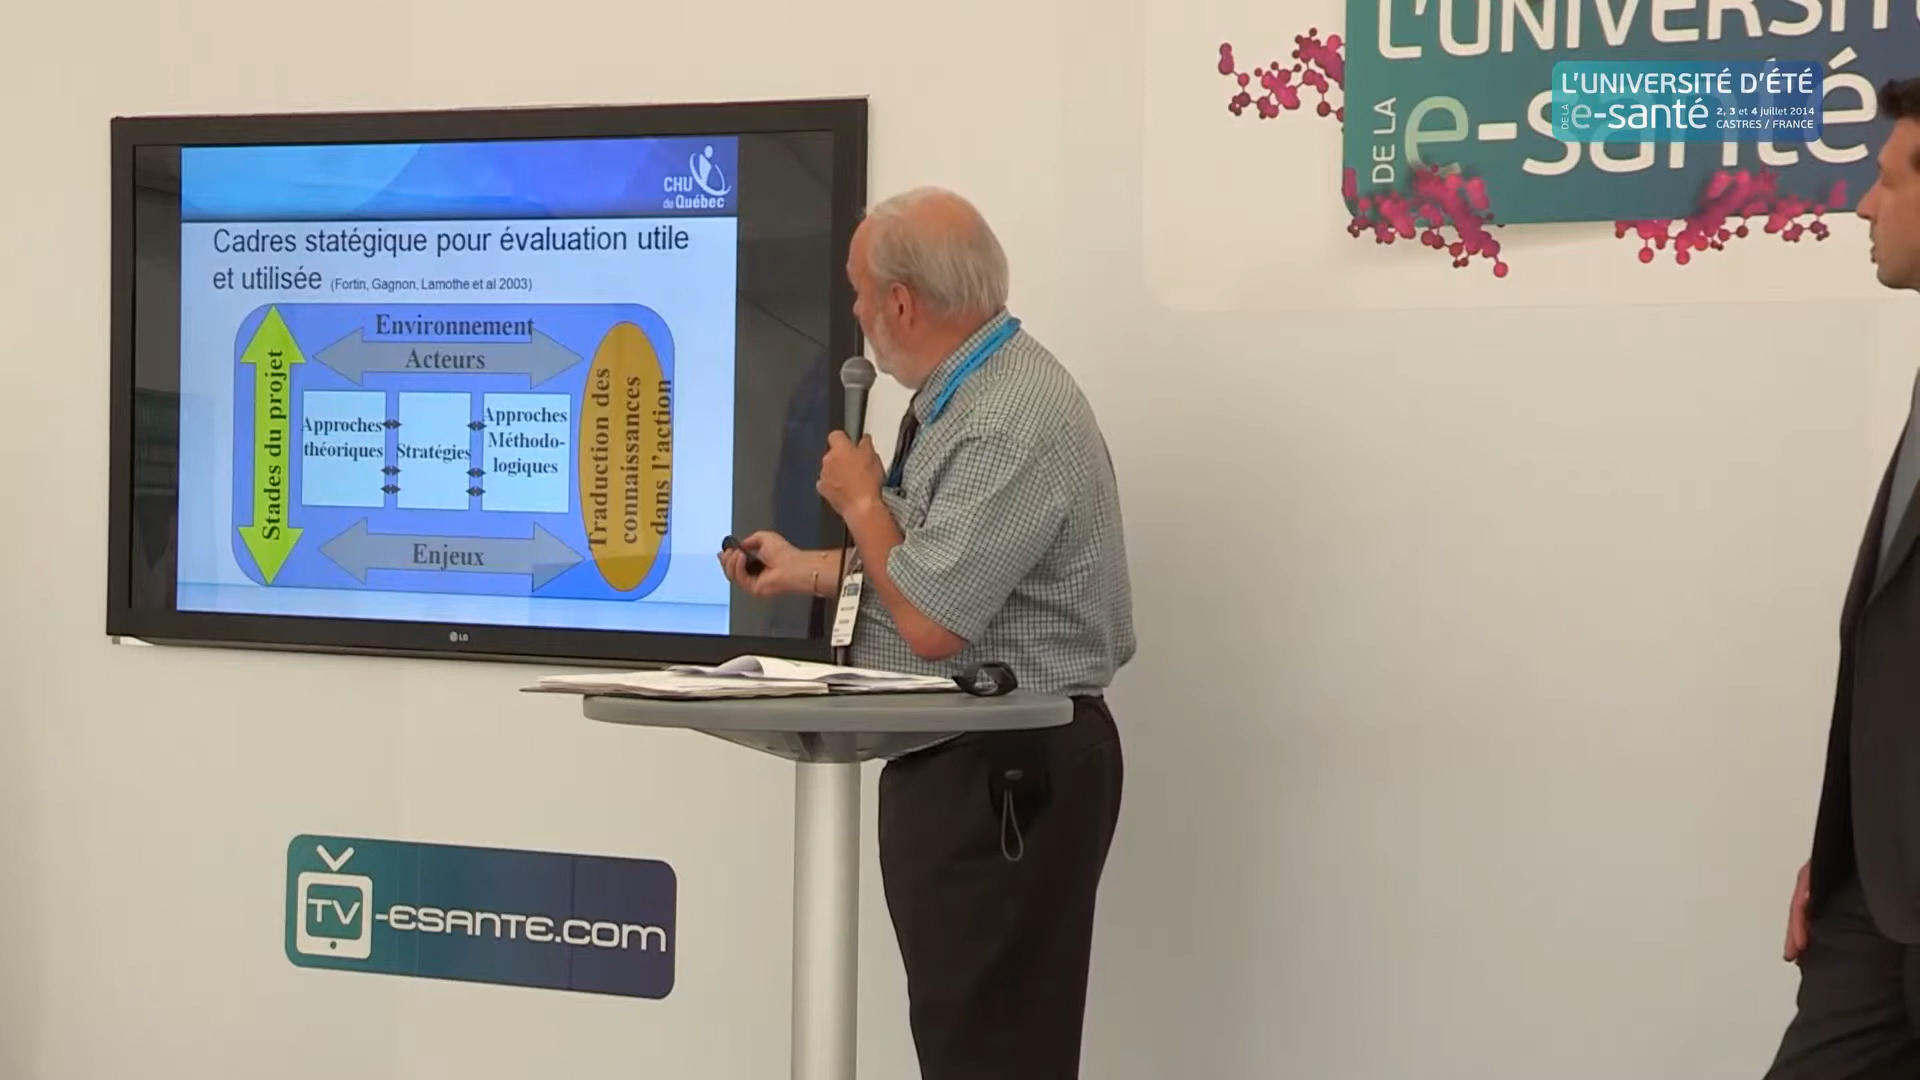 CHU
de Québec
Cadres statégique pour évaluation utile
et utilisée (Fortin, Gagnon, Lamothe et al 2003)
Environnement
Acteurs
Stades du projet
Approches
théoriques
Stratégies
Approches
Méthodo-
logiques
Traduction des
connaissances
dans l'action
Enjeux
LG
TV-esante.com
L'UNIVERSITÉ
DE LA
e-santé
L'UNIVERSITÉ D'ÉTÉ
DE LA
e-santé
2, 3 et 4 juillet 2014
CASTRES / FRANCE